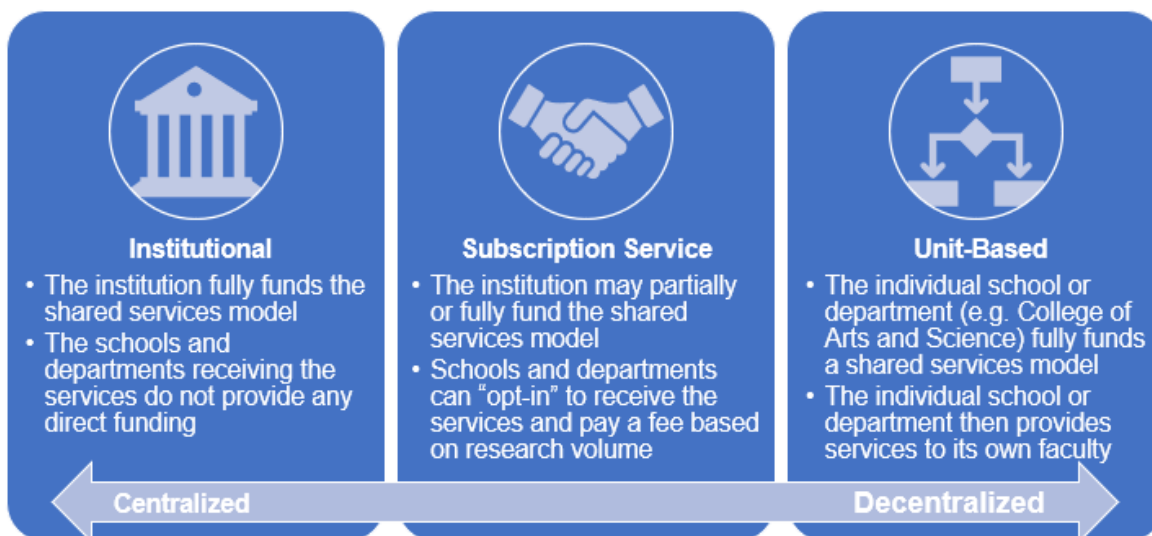 Institutional
• The institution fully funds the
shared services model
• The schools and
departments receiving the
services do not provide any
direct funding
Subscription Service
• The institution may partially
or fully fund the shared
services model
• Schools and departments
can “opt-in” to receive the
services and pay a fee based
on research volume
Unit-Based
• The individual school or
department (e.g. College of
Arts and Science) fully funds
a shared services model
• The individual school or
department then provides
services to its own faculty
Centralized
Decentralized